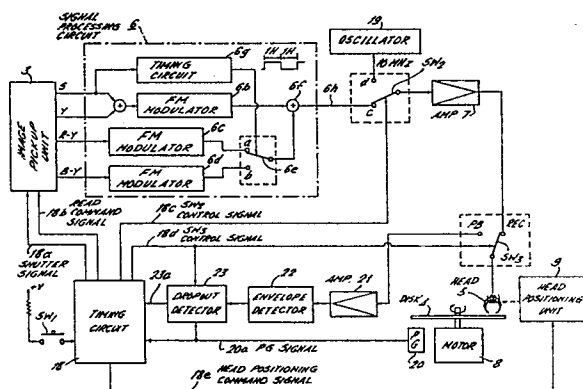 SIGNAL
PROCESSING
CIRCUIT
6
6g
1H 1H
TIMING
CIRCUIT
3
S
Y
R-Y
B-Y
IMAGE
PICKUP
UNIT
6b
FM
MODULATOR
6c
FM
MODULATOR
6d
FM
MODULATOR
a
b
6e
6f
6h
19
OSCILLATOR
10 MHz
SW2
d
c
AMP 7
18b
READ
COMMAND
SIGNAL
18a
SHUTTER
SIGNAL
18c SW2
CONTROL SIGNAL
18d SW3
CONTROL SIGNAL
PB
REC
SW3
+V
SW1
TIMING
CIRCUIT
18
23a
23
DROPOUT
DETECTOR
22
ENVELOPE
DETECTOR
AMP. 21
HEAD
5
DISK 1
9
HEAD
POSITIONING
UNIT
20a PG SIGNAL
PG
20
MOTOR
8
18e HEAD POSITIONING
COMMAND SIGNAL